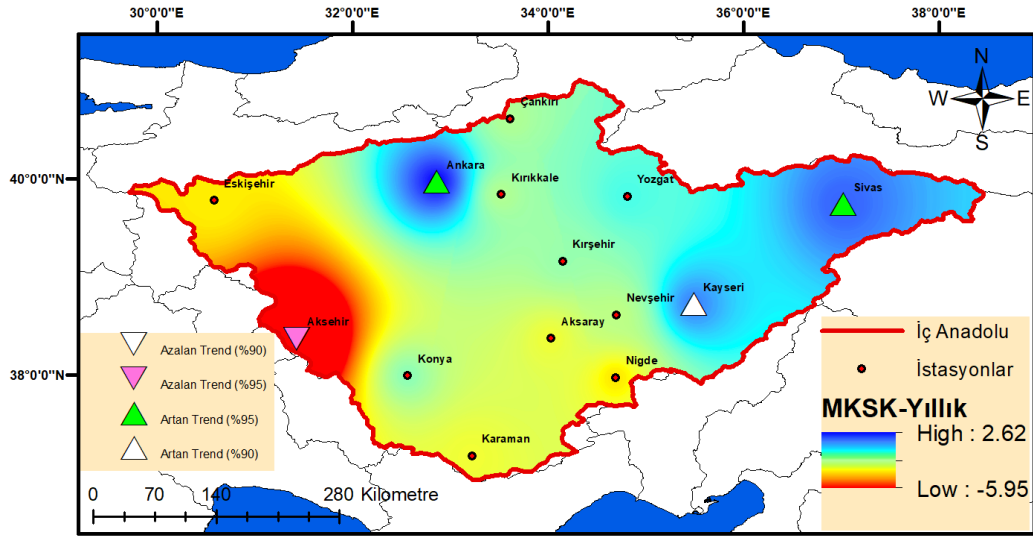 30°0'0"E 32°0'0"E 34°0'0"E 36°0'0"E 38°0'0"E
N
W E
S
Çankırı
40°0'0"N
Ankara
Eskişehir
Kırıkkale
Yozgat
Sivas
Kırşehir
Nevşehir
Kayseri
Akşehir
Aksaray
Konya
Nigde
38°0'0"N
Karaman
Azalan Trend (%90)
Azalan Trend (%95)
Artan Trend (%95)
Artan Trend (%90)
0 70 140 280 Kilometre
İç Anadolu
İstasyonlar
MKSK-Yıllık
High : 2.62
Low : -5.95